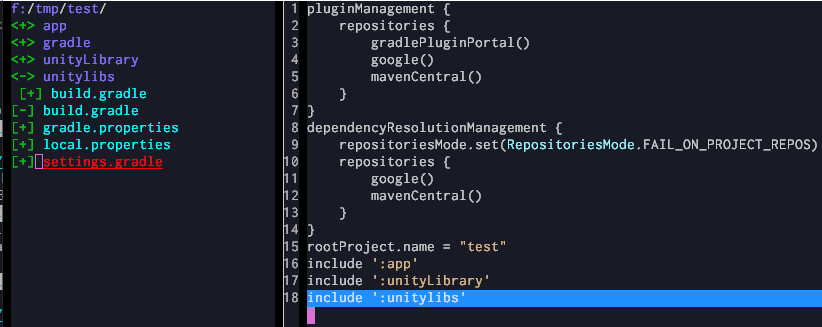 f:/tmp/test/
<+> app
<+> gradle
<+> unityLibrary
<-> unitylibs
[+] build.gradle
[-] build.gradle
[+] gradle.properties
[+] local.properties
[+] settings.gradle
1 pluginManagement {
2 repositories {
3 gradlePluginPortal()
4 google()
5 mavenCentral()
6 }
7 }
8 dependencyResolutionManagement {
9 repositoriesMode.set(RepositoriesMode.FAIL_ON_PROJECT_REPOS)
10 repositories {
11 google()
12 mavenCentral()
13 }
14 }
15 rootProject.name = "test"
16 include ':app'
17 include ':unityLibrary'
18 include ':unitylibs'